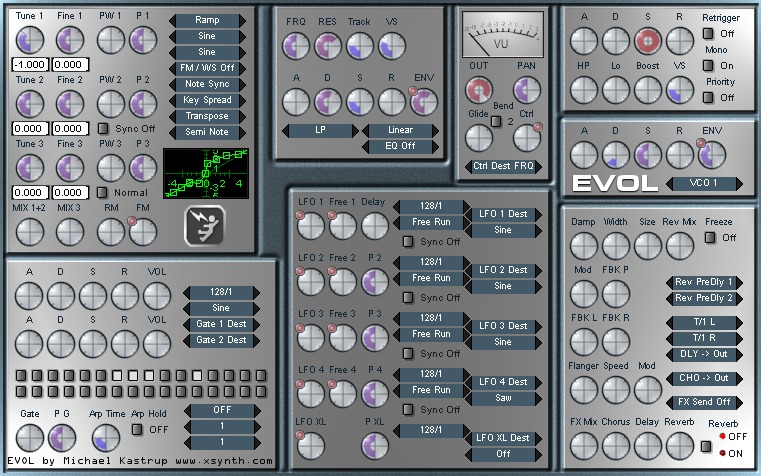 Tune 1 Fine 1 PW 1 P 1
Ramp
Sine
Sine
FM / WS Off
Note Sync
Key Spread
Transpose
Semi Note
-1.000 0.000
Tune 2 Fine 2 PW 2 P 2
0.000 0.000 Sync Off
Tune 3 Fine 3 PW 3 P 3
0.000 0.000 Normal
-4 -2 2 4
MIX 1+2 MIX 3 RM FM
FRQ RES Track VS
A D S R ENV
LP Linear
EQ Off
-20 -10
VU
OUT PAN
Glide Bend Ctrl
2
Ctrl Dest FRQ
A D S R Retrigger
Off
Mono
On
HP Lo Boost VS Priority
Off
A D S R ENV
EVOL VCO 1
A D S R VOL
128/1
Sine
Gate 1 Dest
Gate 2 Dest
A D S R VOL
Gate P G Arp Time Arp Hold
OFF
OFF
1
1
EVOL by Michael Kastrup www.xsynth.com
LFO 1 Free 1 Delay 128/1 LFO 1 Dest
Free Run Sine
Sync Off
LFO 2 Free 2 P 2 128/1 LFO 2 Dest
Free Run Sine
Sync Off
LFO 3 Free 3 P 3 128/1 LFO 3 Dest
Free Run Sine
Sync Off
LFO 4 Free 4 P 4 128/1 LFO 4 Dest
Free Run Saw
Sync Off
LFO XL P XL 128/1 LFO XL Dest
Off
Damp Width Size Rev Mix Freeze
Off
Mod FBK P
Rev PreDly 1
Rev PreDly 2
FBK L FBK R
T/1 L
T/1 R
DLY -> Out
Flanger Speed Mod
CHO -> Out
FX Send Off
FX Mix Chorus Delay Reverb Reverb
OFF
ON